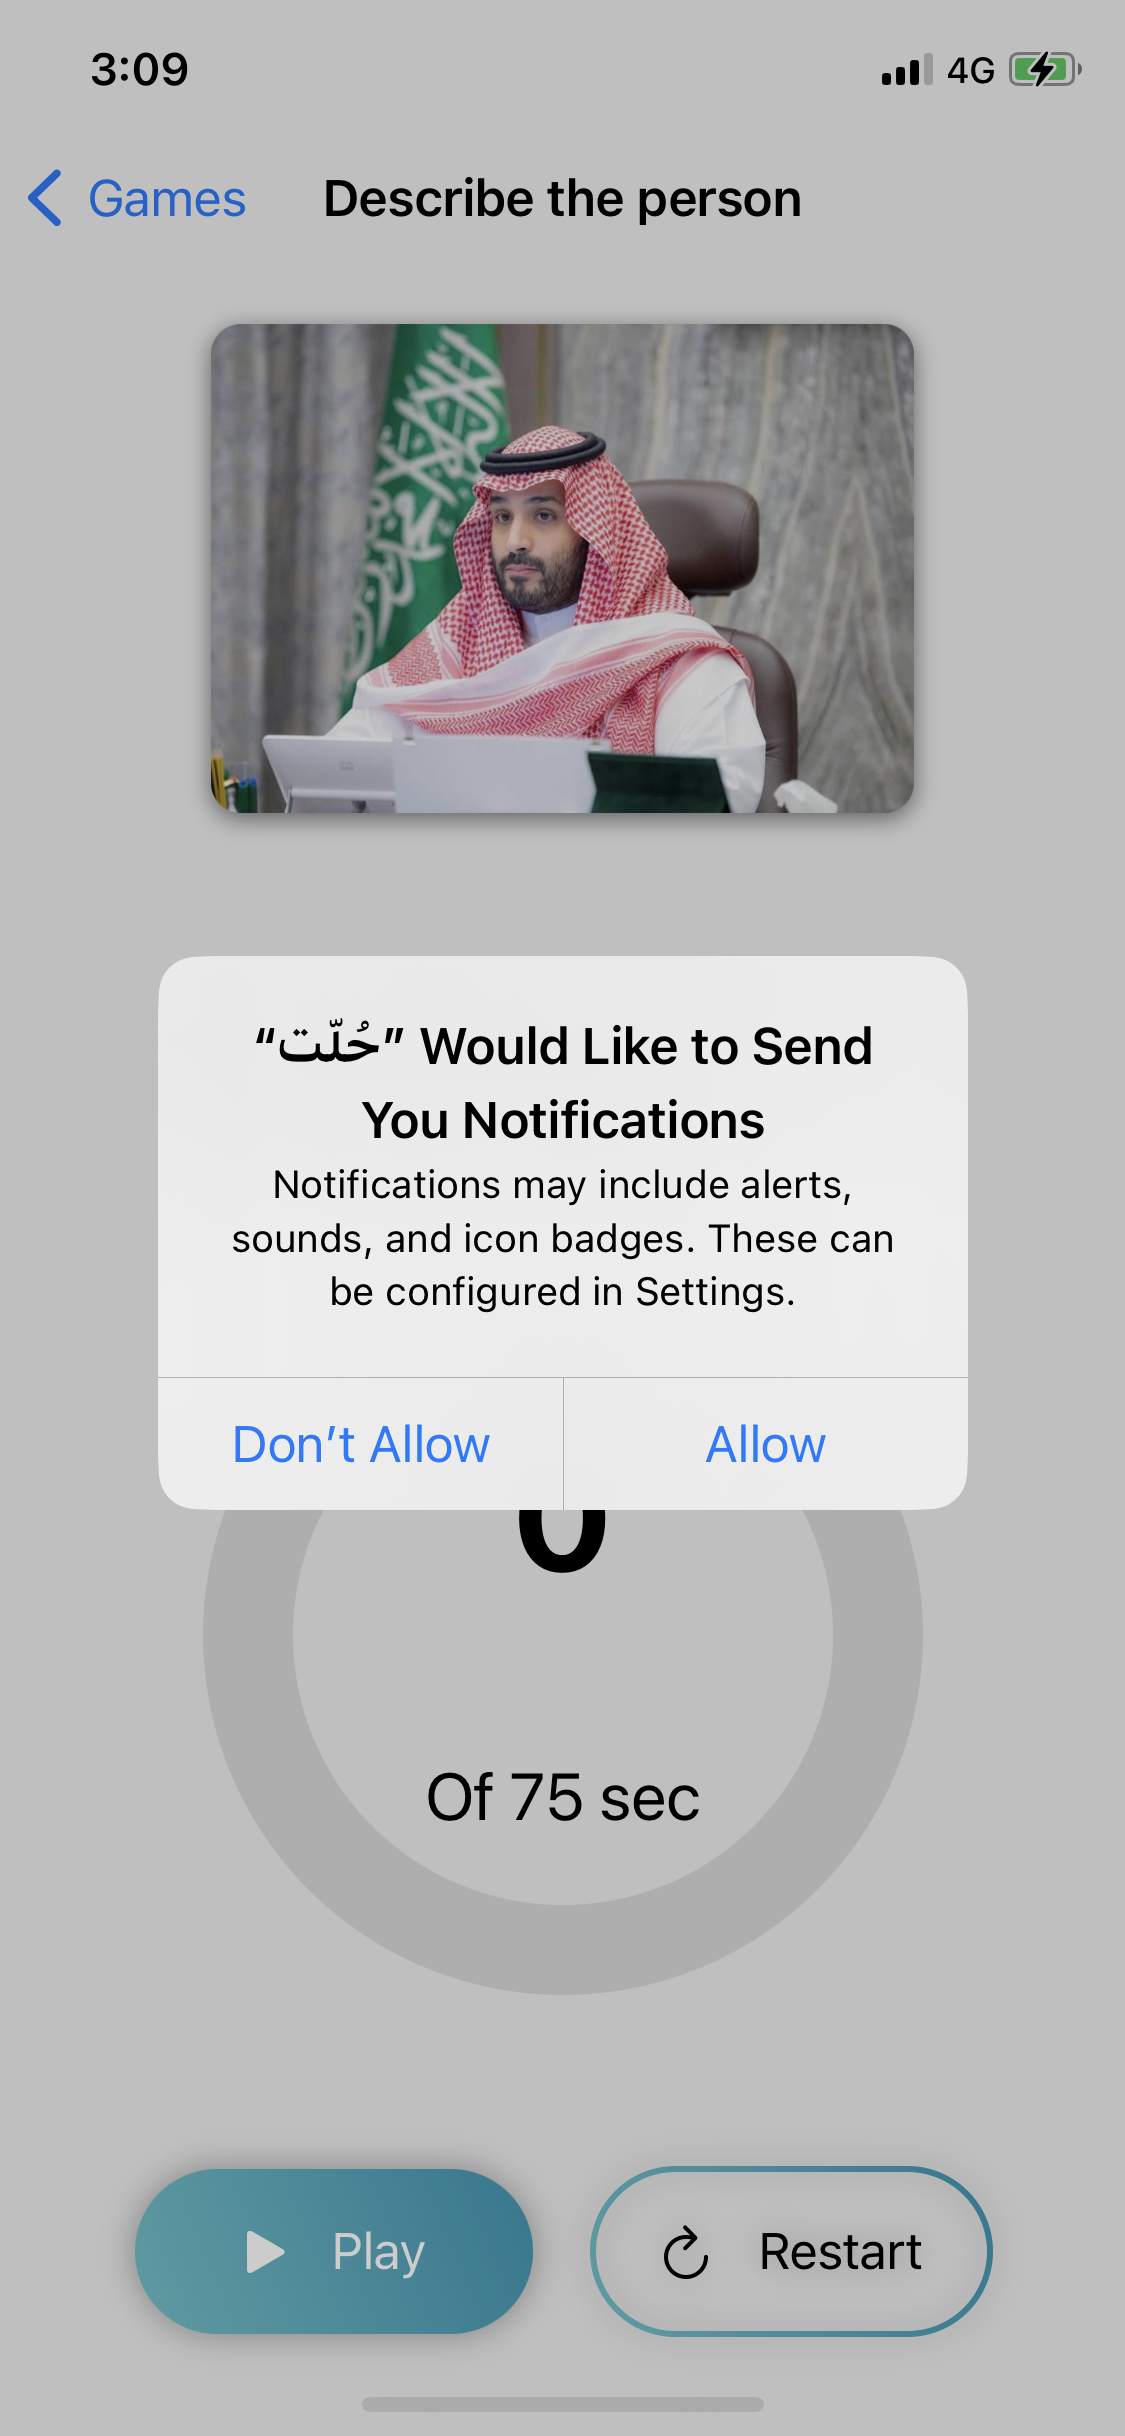 3:09
4G
Games
Describe the person
“حُلّت” Would Like to Send
You Notifications
Notifications may include alerts,
sounds, and icon badges. These can
be configured in Settings.
Don’t Allow
Allow
0
Of 75 sec
Play
Restart